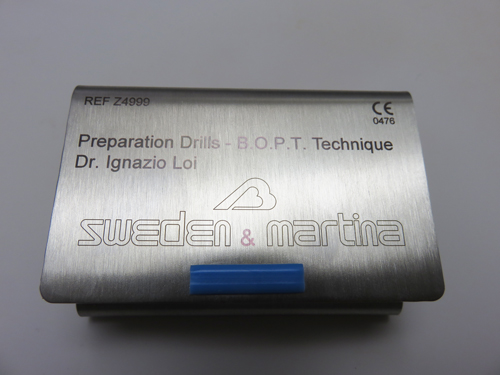 REF Z4999
CE
0476
Preparation Drills - B.O.P.T. Technique
Dr. Ignazio Loi
sweden & martina